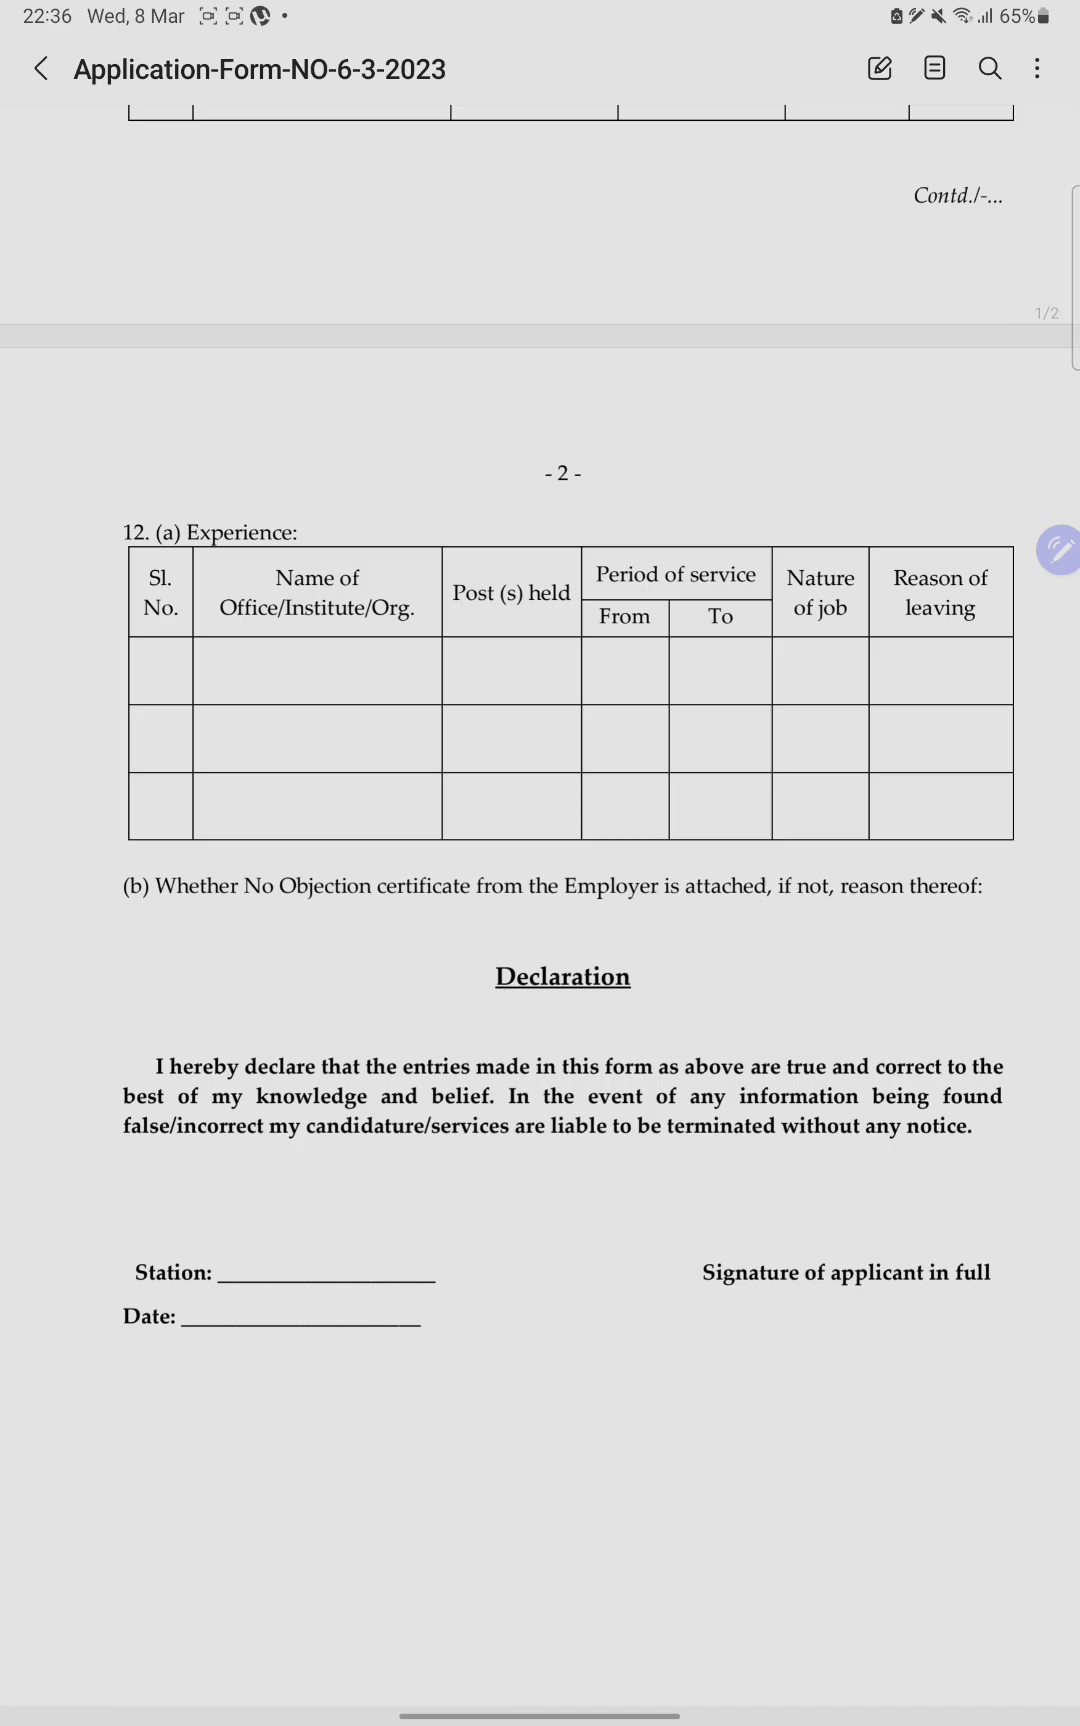 22:36 Wed, 8 Mar
65%
Application-Form-NO-6-3-2023
Contd./-...
1/2
- 2 -
12. (a) Experience:
Sl.
No.
Name of
Office/Institute/Org.
Post (s) held
Period of service
From
To
Nature
of job
Reason of
leaving
(b) Whether No Objection certificate from the Employer is attached, if not, reason thereof:
Declaration
I hereby declare that the entries made in this form as above are true and correct to the
best of my knowledge and belief. In the event of any information being found
false/incorrect my candidature/services are liable to be terminated without any notice.
Station: ____________________
Signature of applicant in full
Date: ______________________